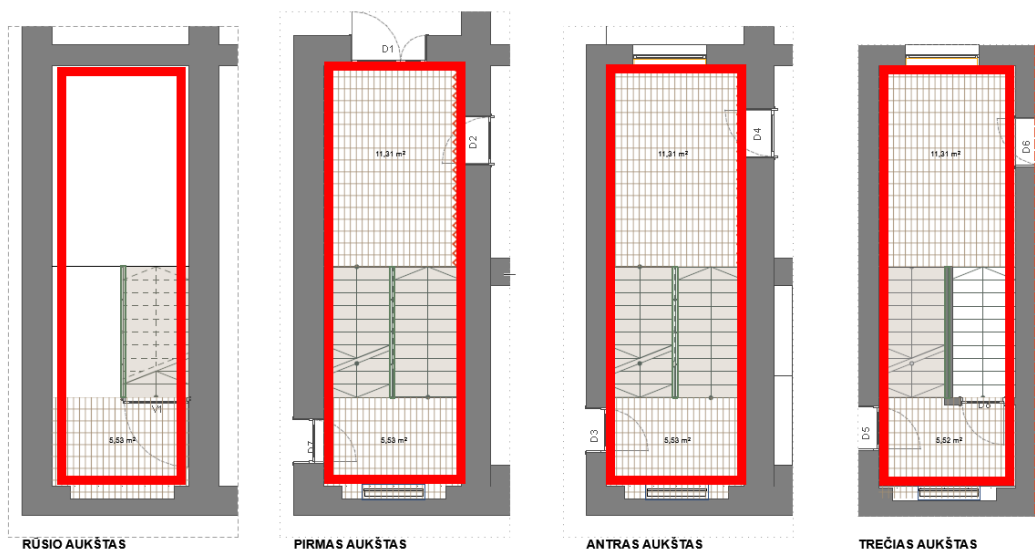 D1
D2
D4
D6
11,31 m²
11,31 m²
11,31 m²
V1
D8
5,53 m²
D7
5,53 m²
D3
5,53 m²
D5
5,52 m²
RŪSIO AUKŠTAS
PIRMAS AUKŠTAS
ANTRAS AUKŠTAS
TREČIAS AUKŠTAS